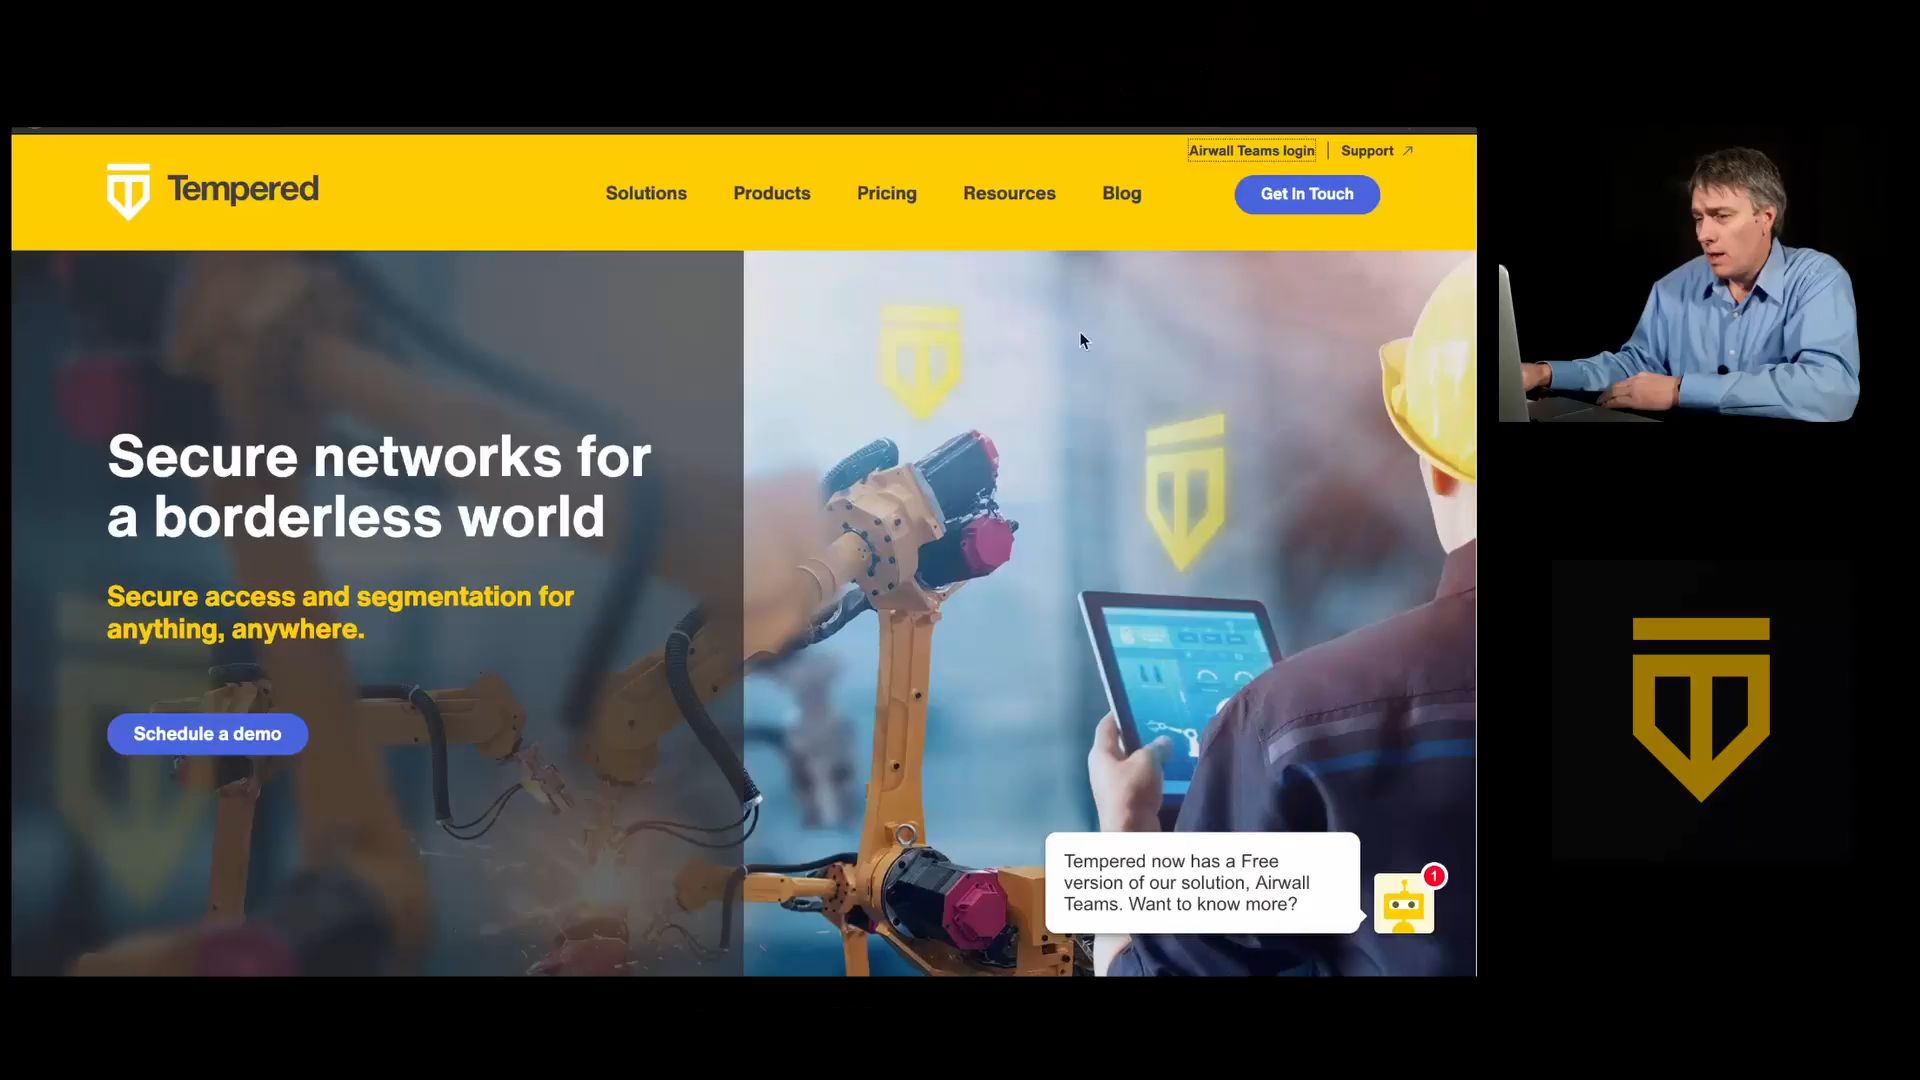 Airwall Teams login | Support
Tempered
Solutions
Products
Pricing
Resources
Blog
Get In Touch
Secure networks for
a borderless world
Secure access and segmentation for
anything, anywhere.
Schedule a demo
Tempered now has a Free
version of our solution, Airwall
Teams. Want to know more?
1